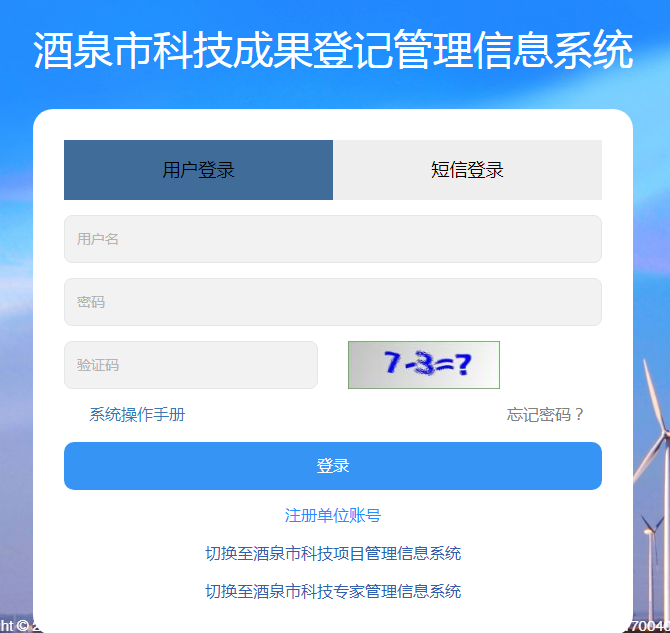 酒泉市科技成果登记管理信息系统
用户登录 短信登录
用户名
密码
验证码 7-3=?
系统操作手册 忘记密码？
登录
注册单位账号
切换至酒泉市科技项目管理信息系统
切换至酒泉市科技专家管理信息系统
ht ©